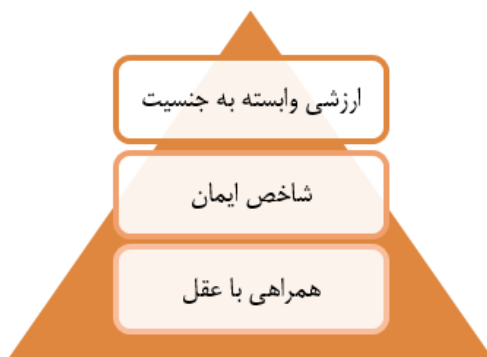 ارزشی وابسته به جنسیت
شاخص ایمان
همراهی با عقل